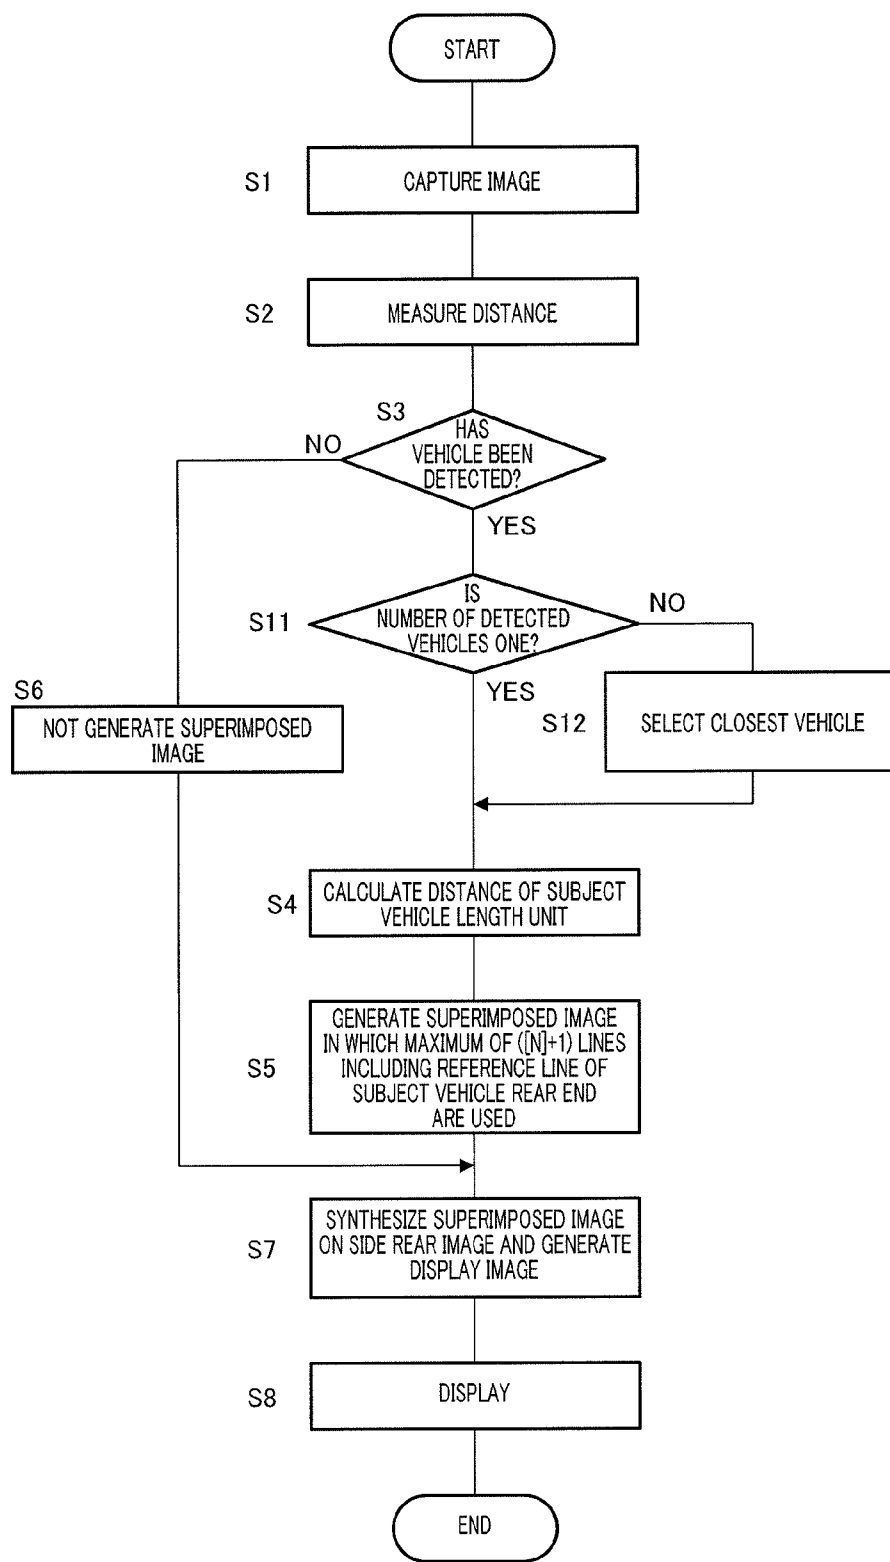 START
S1
CAPTURE IMAGE
S2
MEASURE DISTANCE
S3
HAS
VEHICLE BEEN
DETECTED?
NO
YES
IS
NUMBER OF DETECTED
VEHICLES ONE?
S11
NO
YES
S6
NOT GENERATE SUPERIMPOSED
IMAGE
S12
SELECT CLOSEST VEHICLE
S4
CALCULATE DISTANCE OF SUBJECT
VEHICLE LENGTH UNIT
S5
GENERATE SUPERIMPOSED IMAGE
IN WHICH MAXIMUM OF ([N]+1) LINES
INCLUDING REFERENCE LINE OF
SUBJECT VEHICLE REAR END
ARE USED
S7
SYNTHESIZE SUPERIMPOSED IMAGE
ON SIDE REAR IMAGE AND GENERATE
DISPLAY IMAGE
S8
DISPLAY
END